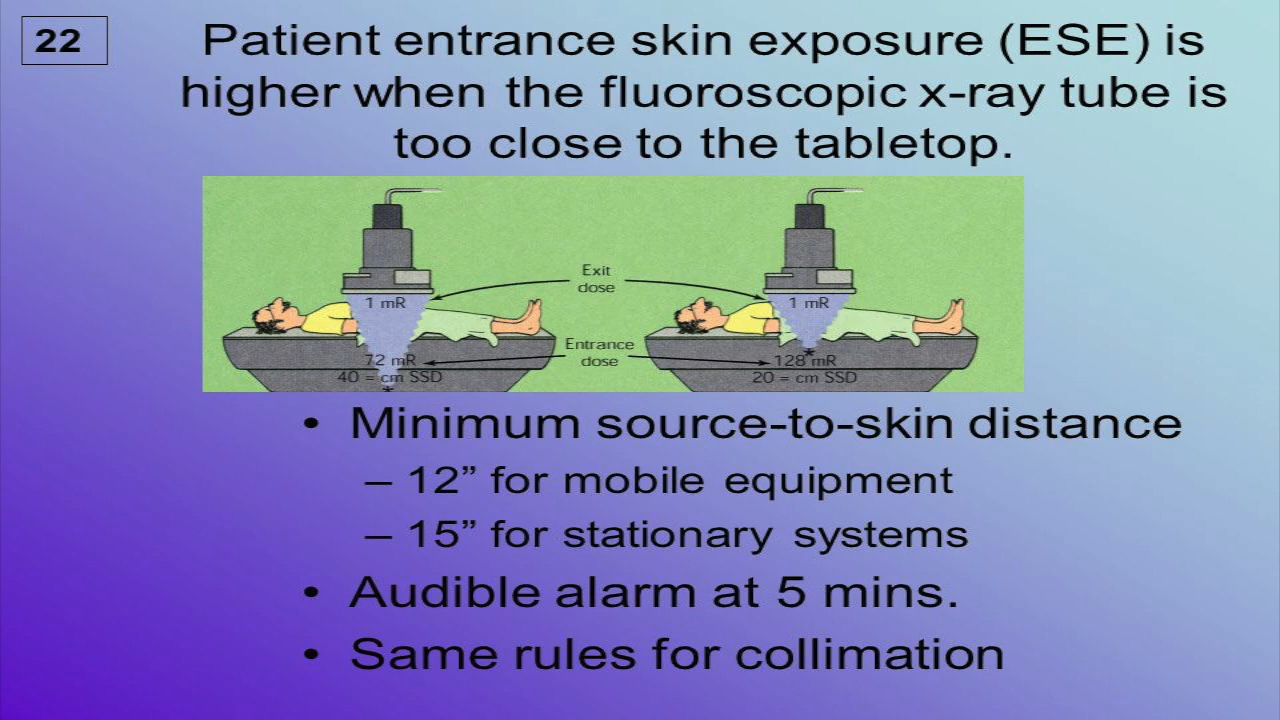 22
Patient entrance skin exposure (ESE) is
higher when the fluoroscopic x-ray tube is
too close to the tabletop.
Exit
dose
1 mR
1 mR
Entrance
dose
72 mR
40 = cm SSD
*
*
128 mR
20 = cm SSD
• Minimum source-to-skin distance
– 12” for mobile equipment
– 15” for stationary systems
• Audible alarm at 5 mins.
• Same rules for collimation